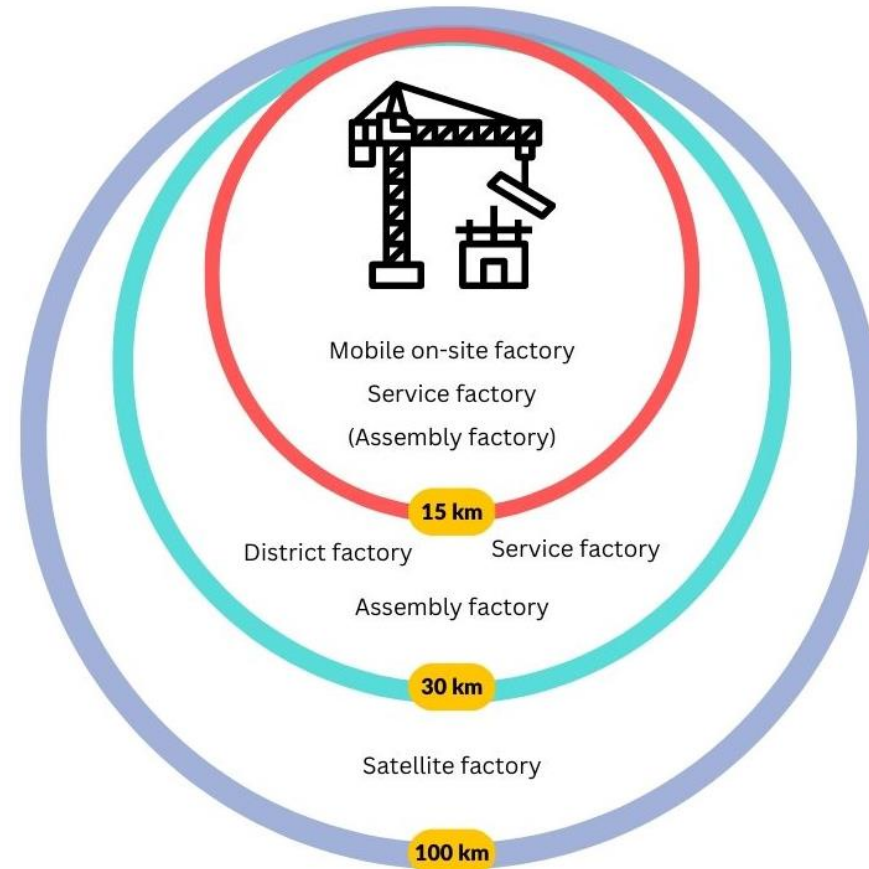 Mobile on-site factory
Service factory
(Assembly factory)
15 km
District factory
Service factory
Assembly factory
30 km
Satellite factory
100 km